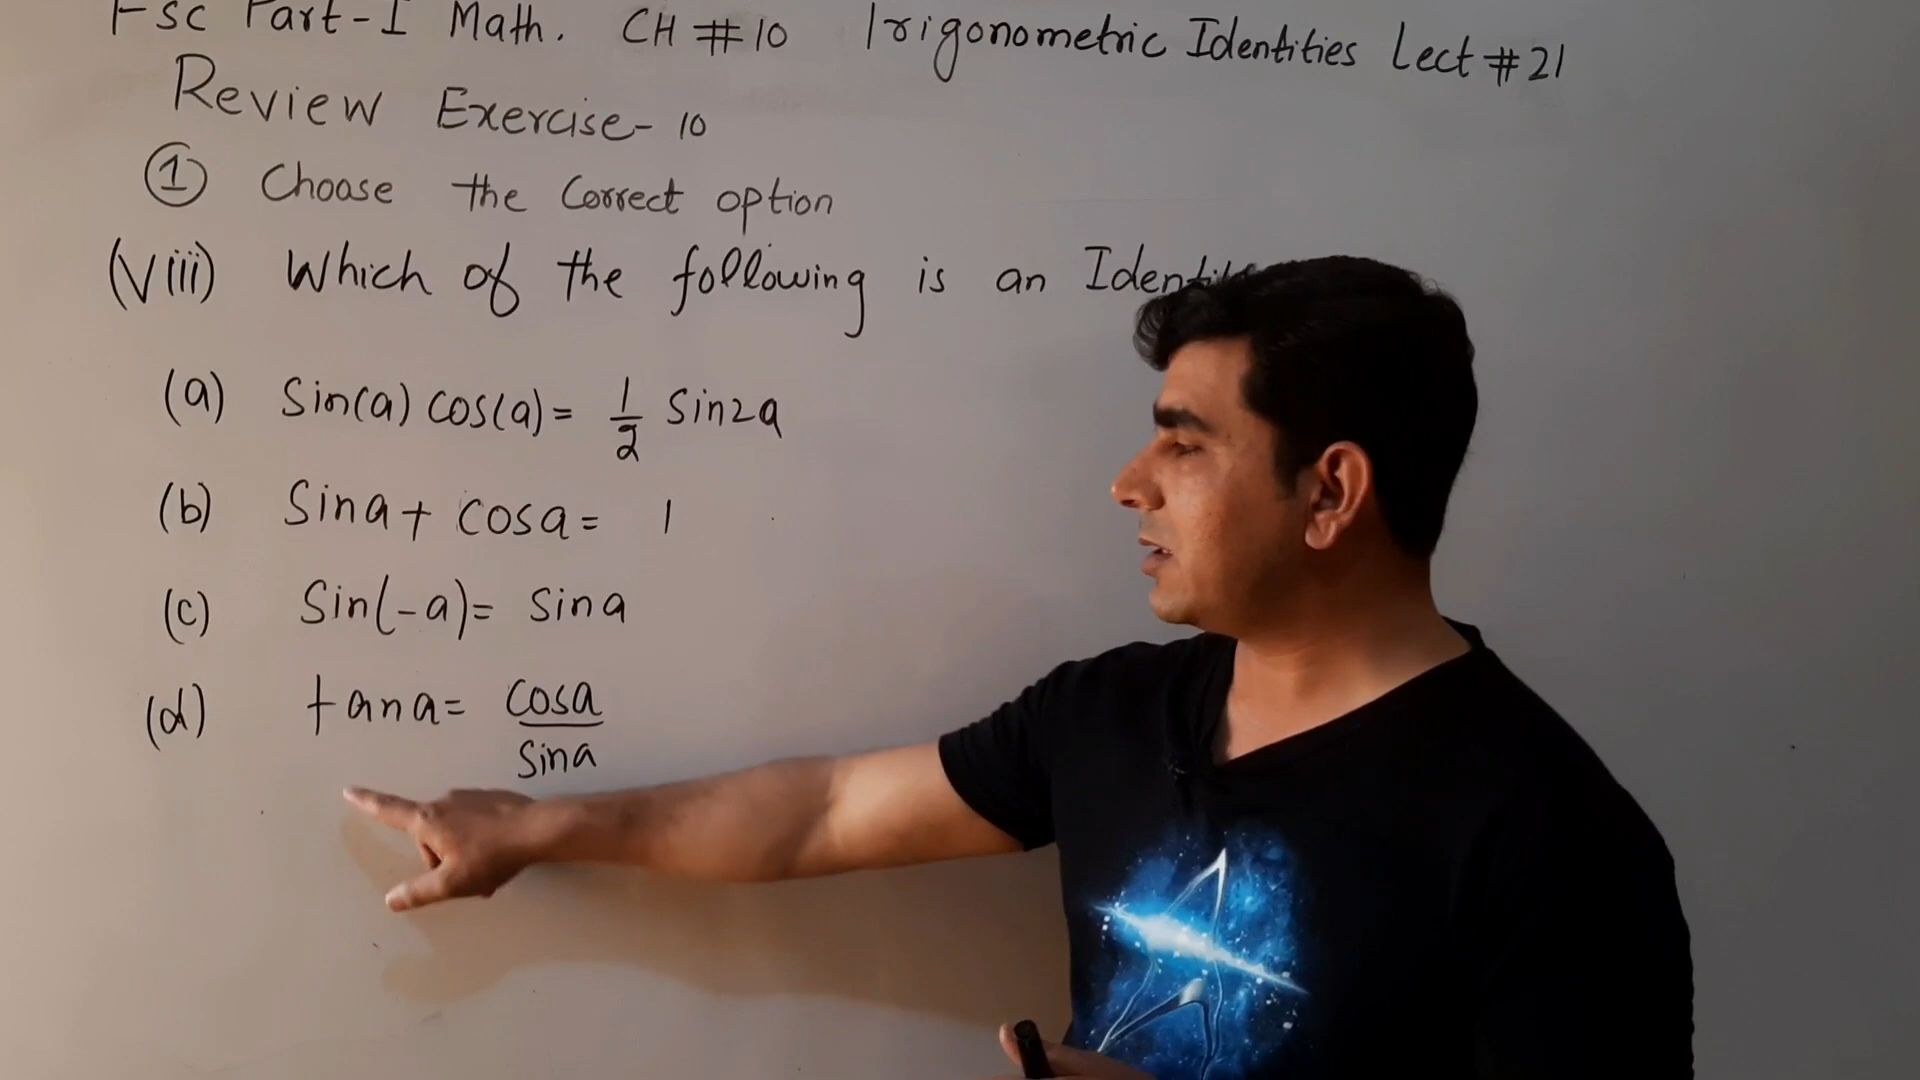 Fsc Part-I Math. CH #10 Trigonometric Identities Lect #21
Review Exercise-10
① Choose the Correct option
(Viii) Which of the following is an
(a) Sin(a) cos(a) = 1/2 Sin2a
(b) Sina + cosa = 1
(c) Sin(-a) = Sina
(d) tana = cosa/sina